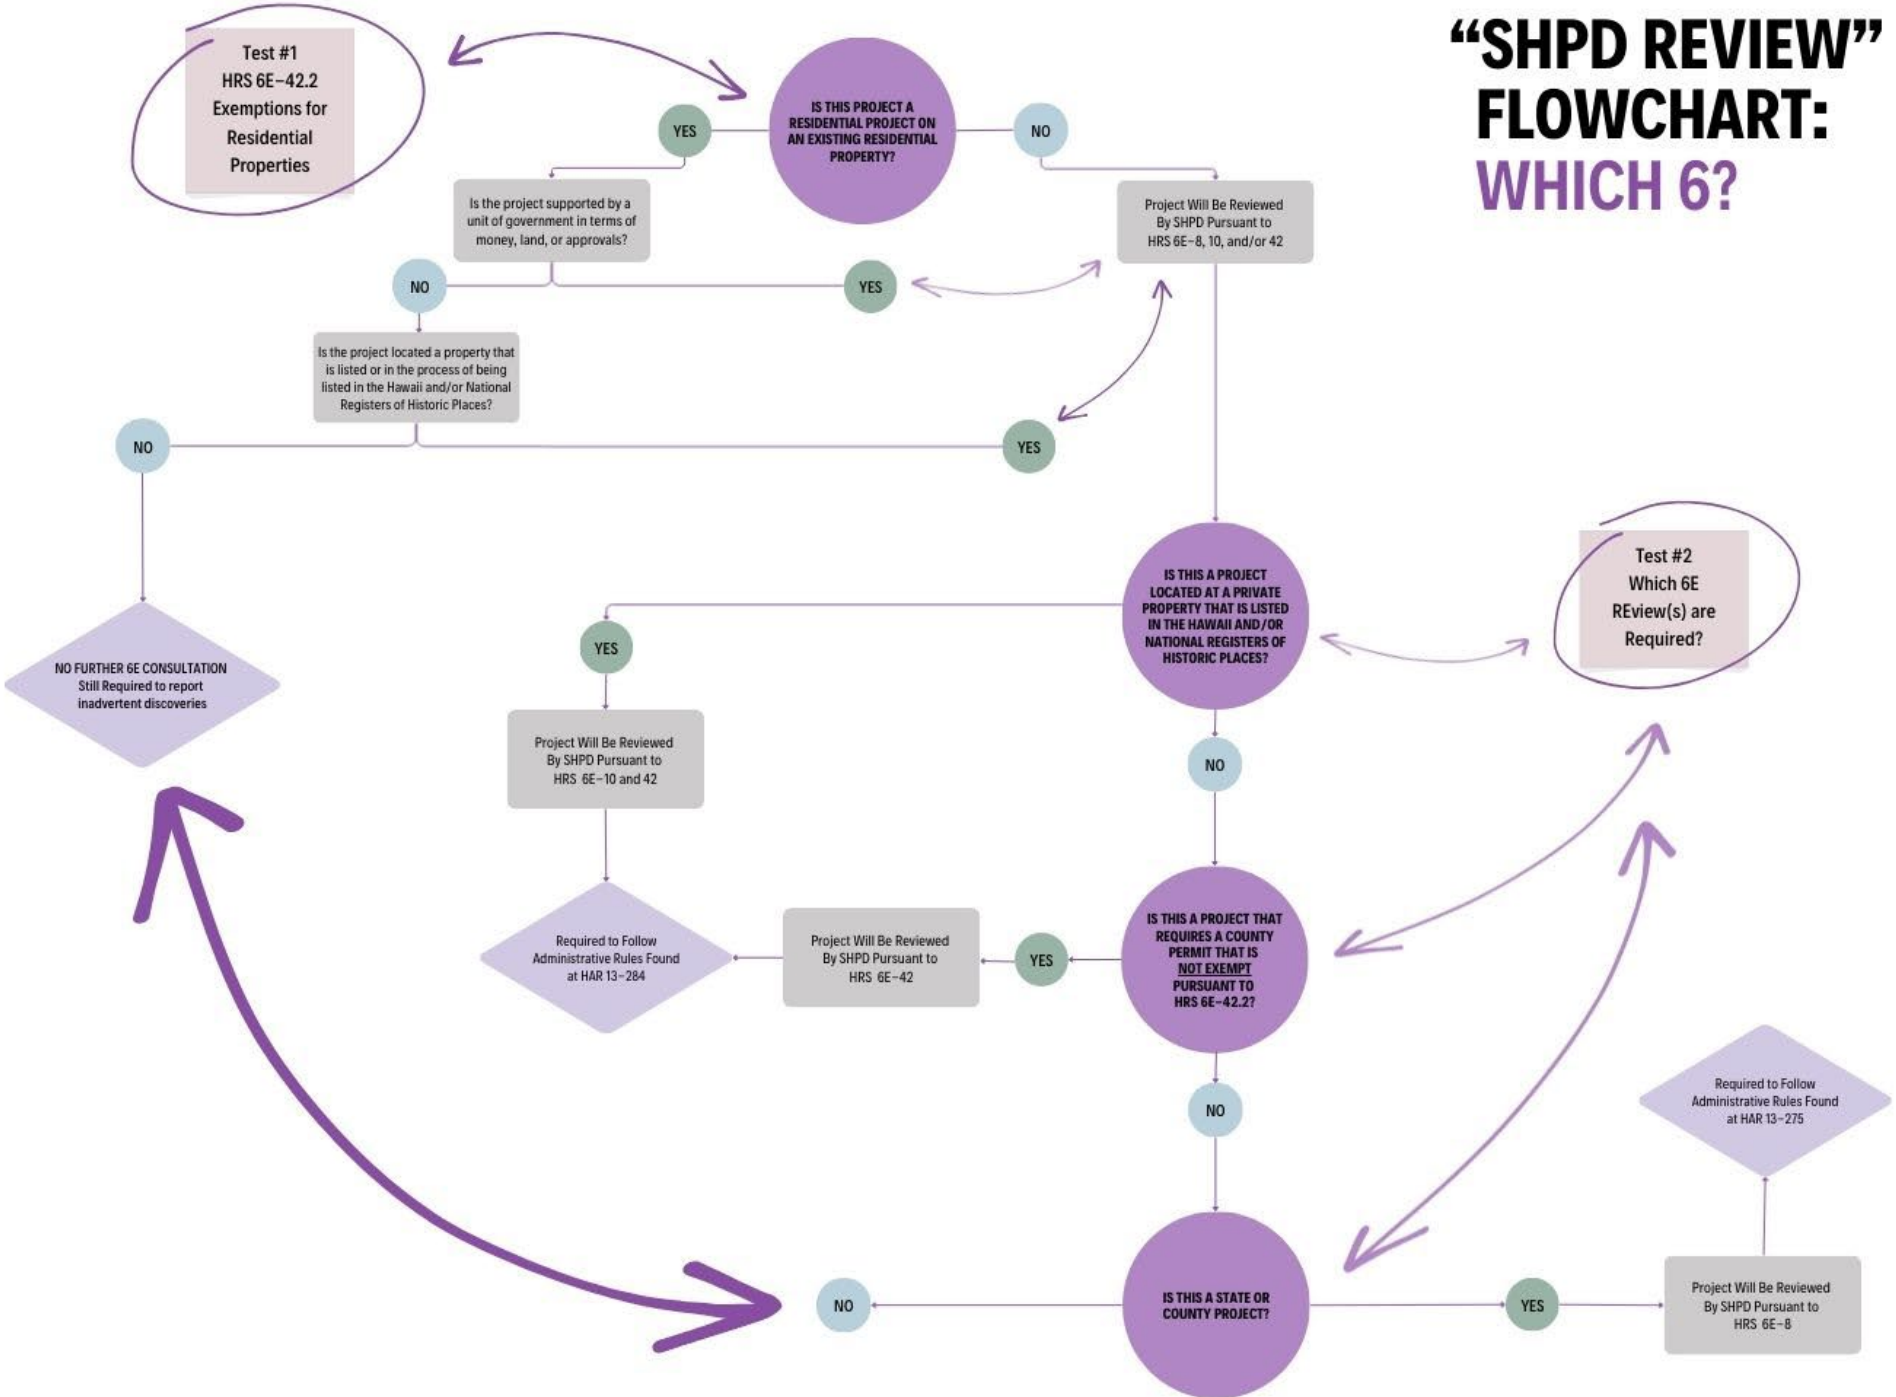 “SHPD REVIEW”
FLOWCHART:
WHICH 6?
Test #1
HRS 6E-42.2
Exemptions for
Residential
Properties
IS THIS PROJECT A
RESIDENTIAL PROJECT ON
AN EXISTING RESIDENTIAL
PROPERTY?
YES
NO
Is the project supported by a
unit of government in terms of
money, land, or approvals?
Project Will Be Reviewed
By SHPD Pursuant to
HRS 6E-8, 10, and/or 42
NO
YES
Is the project located a property that
is listed or in the process of being
listed in the Hawaii and/or National
Registers of Historic Places?
NO
YES
NO FURTHER 6E CONSULTATION
Still Required to report
inadvertent discoveries
IS THIS A PROJECT
LOCATED AT A PRIVATE
PROPERTY THAT IS LISTED
IN THE HAWAII AND/OR
NATIONAL REGISTERS OF
HISTORIC PLACES?
Test #2
Which 6E
REview(s) are
Required?
YES
Project Will Be Reviewed
By SHPD Pursuant to
HRS 6E-10 and 42
NO
IS THIS A PROJECT THAT
REQUIRES A COUNTY
PERMIT THAT IS
NOT EXEMPT
PURSUANT TO
HRS 6E-42.2?
YES
Project Will Be Reviewed
By SHPD Pursuant to
HRS 6E-42
Required to Follow
Administrative Rules Found
at HAR 13-284
NO
IS THIS A STATE OR
COUNTY PROJECT?
NO
YES
Project Will Be Reviewed
By SHPD Pursuant to
HRS 6E-8
Required to Follow
Administrative Rules Found
at HAR 13-275